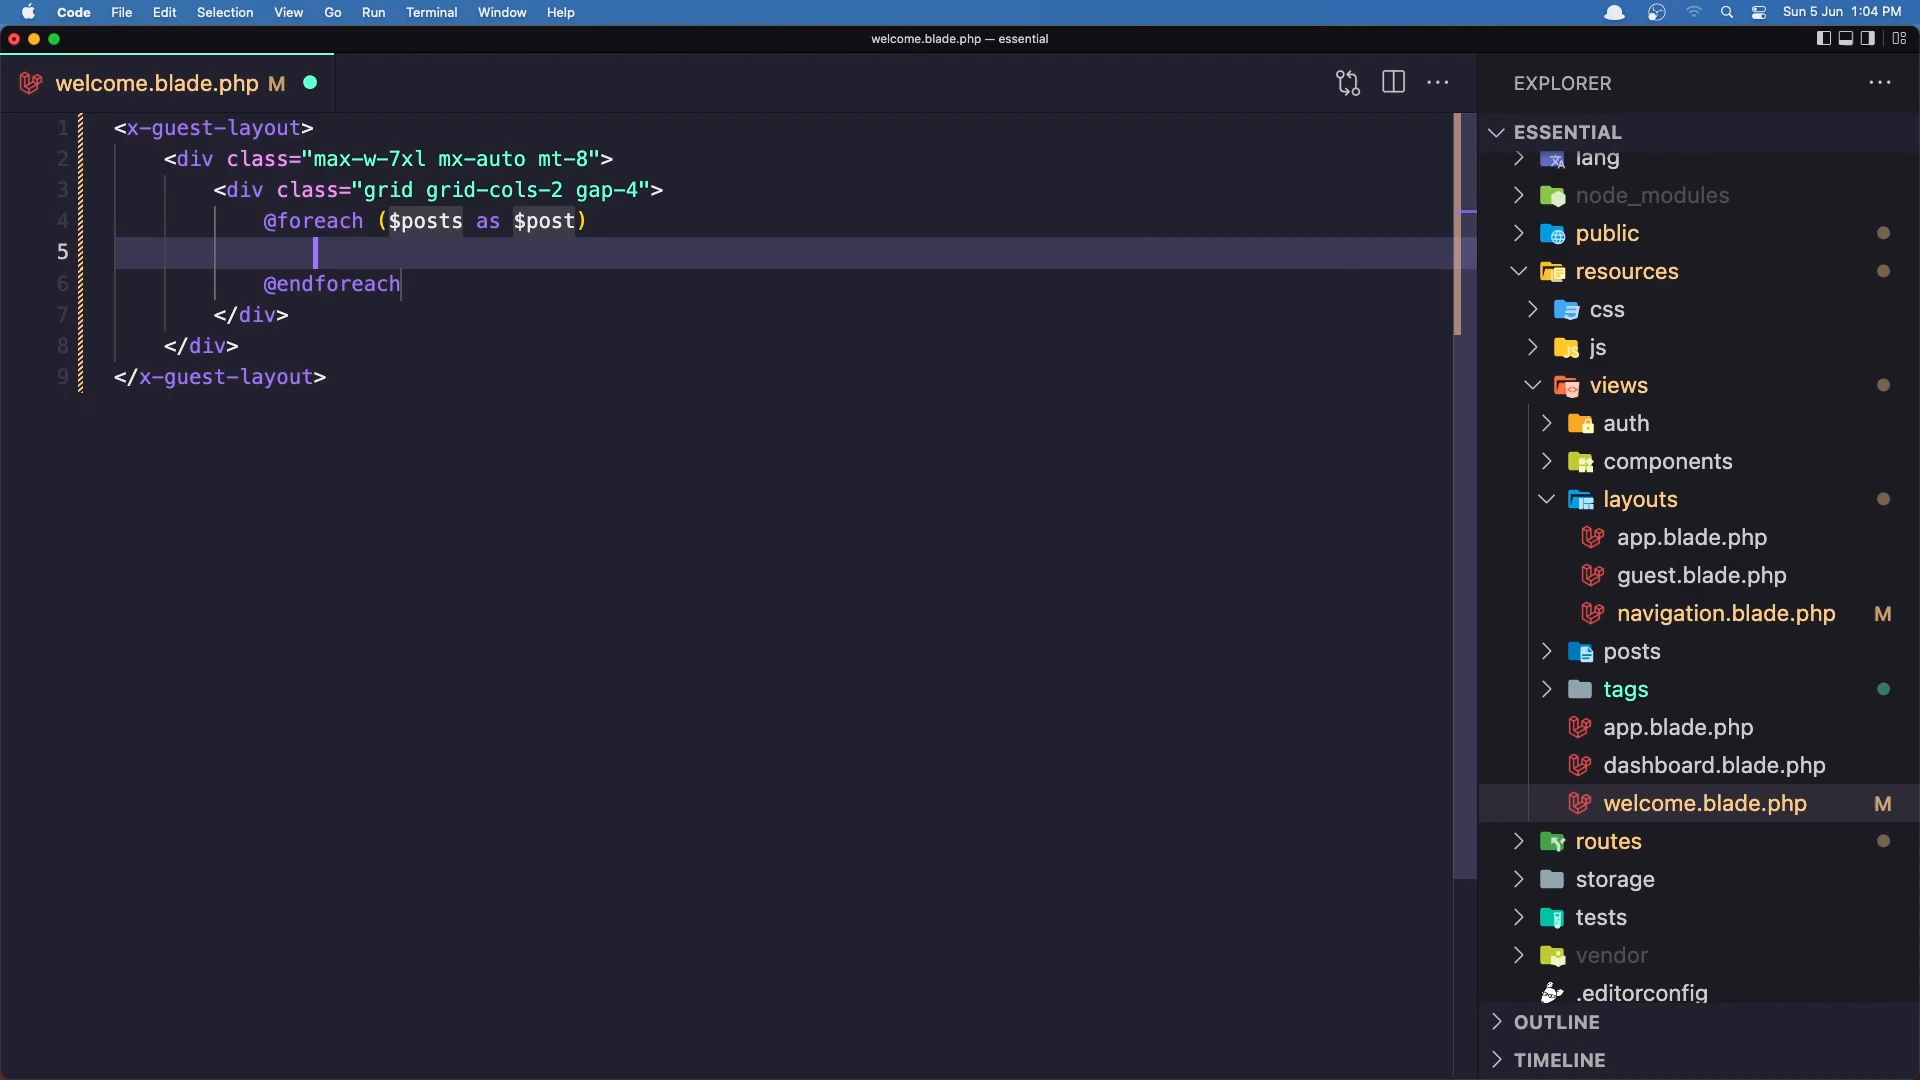 Code File Edit Selection View Go Run Terminal Window Help Sun 5 Jun 1:04 PM
welcome.blade.php — essential
welcome.blade.php M
1 <x-guest-layout>
2 <div class="max-w-7xl mx-auto mt-8">
3 <div class="grid grid-cols-2 gap-4">
4 @foreach ($posts as $post)
5
6 @endforeach
7 </div>
8 </div>
9 </x-guest-layout>
EXPLORER
ESSENTIAL
lang
node_modules
public
resources
css
js
views
auth
components
layouts
app.blade.php
guest.blade.php
navigation.blade.php M
posts
tags
app.blade.php
dashboard.blade.php
welcome.blade.php M
routes
storage
tests
vendor
.editorconfig
OUTLINE
TIMELINE